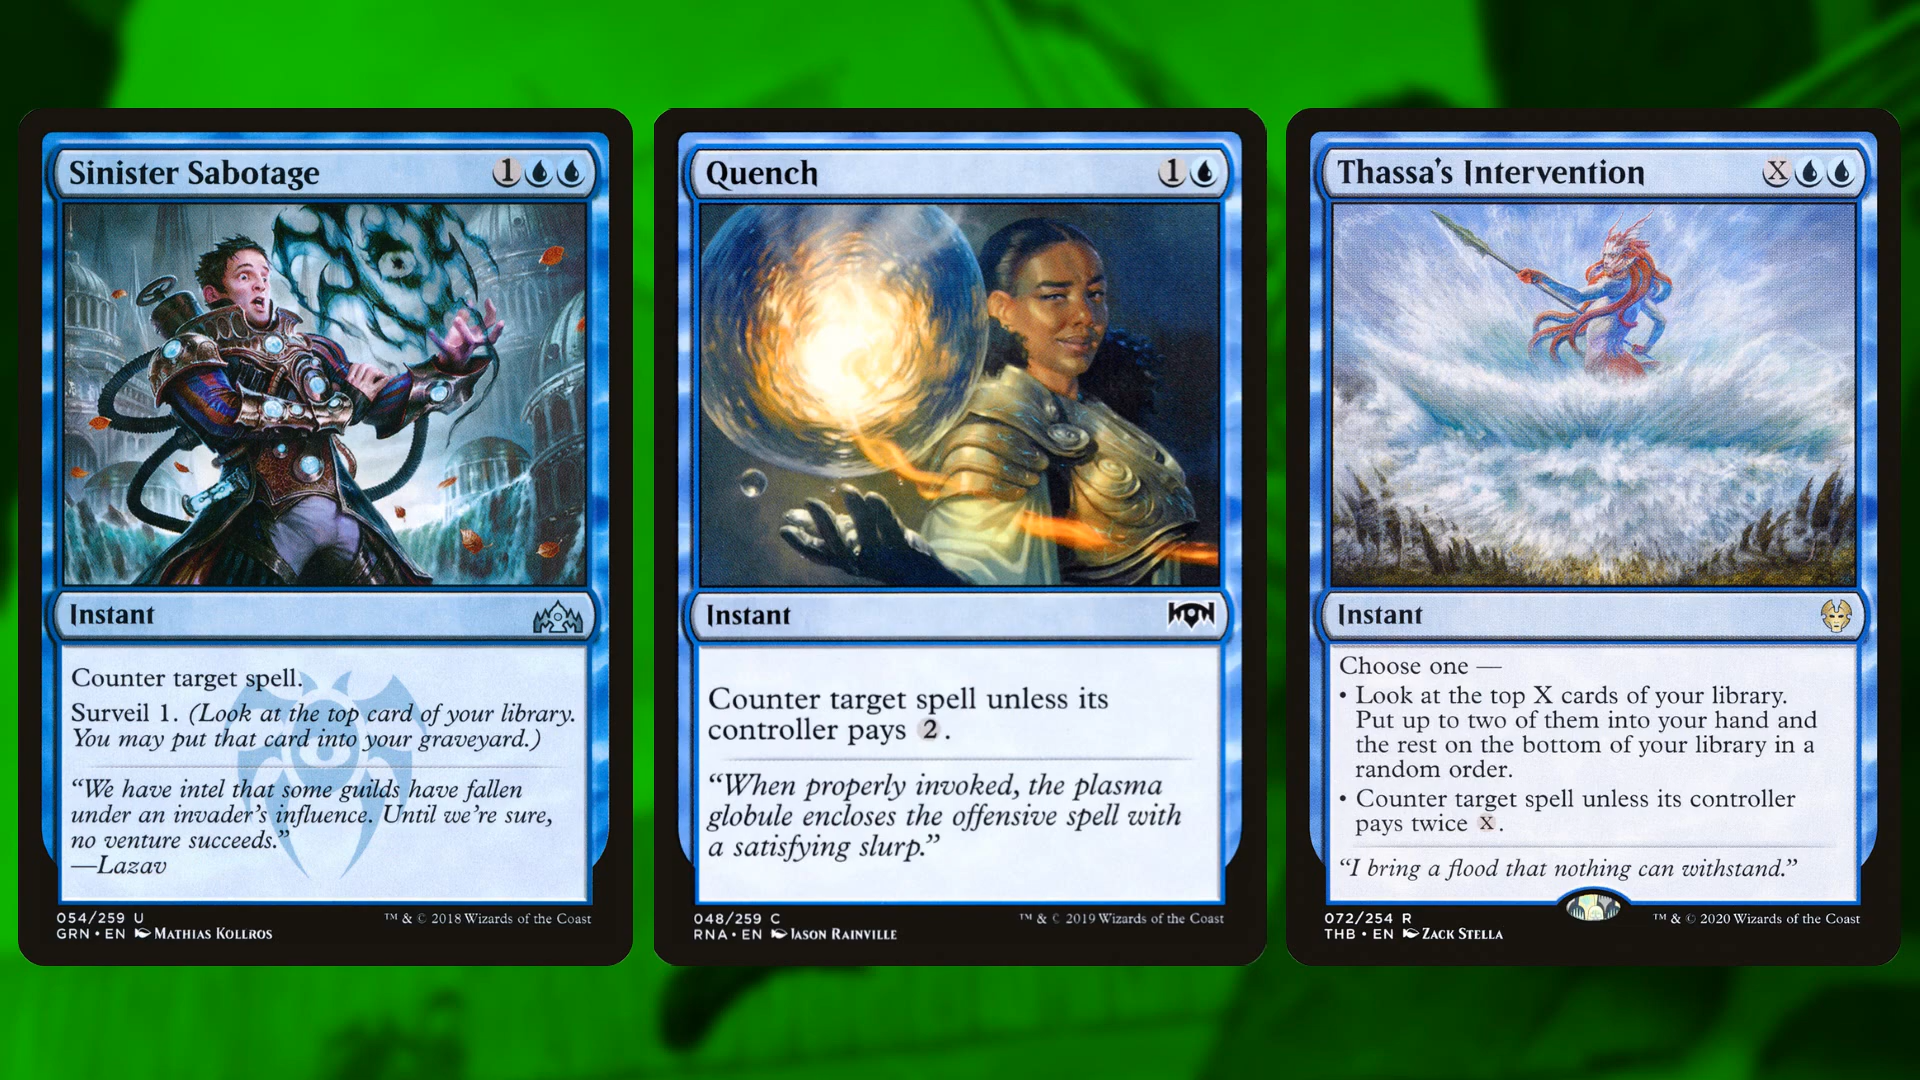 Sinister Sabotage 1
Instant
Counter target spell.
Surveil 1. (Look at the top card of your library.
You may put that card into your graveyard.)
“We have intel that some guilds have fallen
under an invader’s influence. Until we’re sure,
no venture succeeds.”
—Lazav
054/259 U
GRN • EN Mathias Kollros
™ & © 2018 Wizards of the Coast
Quench 1
Instant
Counter target spell unless its
controller pays 2.
“When properly invoked, the plasma
globule encloses the offensive spell with
a satisfying slurp.”
048/259 C
RNA • EN Jason Rainville
™ & © 2019 Wizards of the Coast
Thassa’s Intervention X
Instant
Choose one —
• Look at the top X cards of your library.
Put up to two of them into your hand and
the rest on the bottom of your library in a
random order.
• Counter target spell unless its controller
pays twice X.
“I bring a flood that nothing can withstand.”
072/254 R
THB • EN Zack Stella
™ & © 2020 Wizards of the Coast